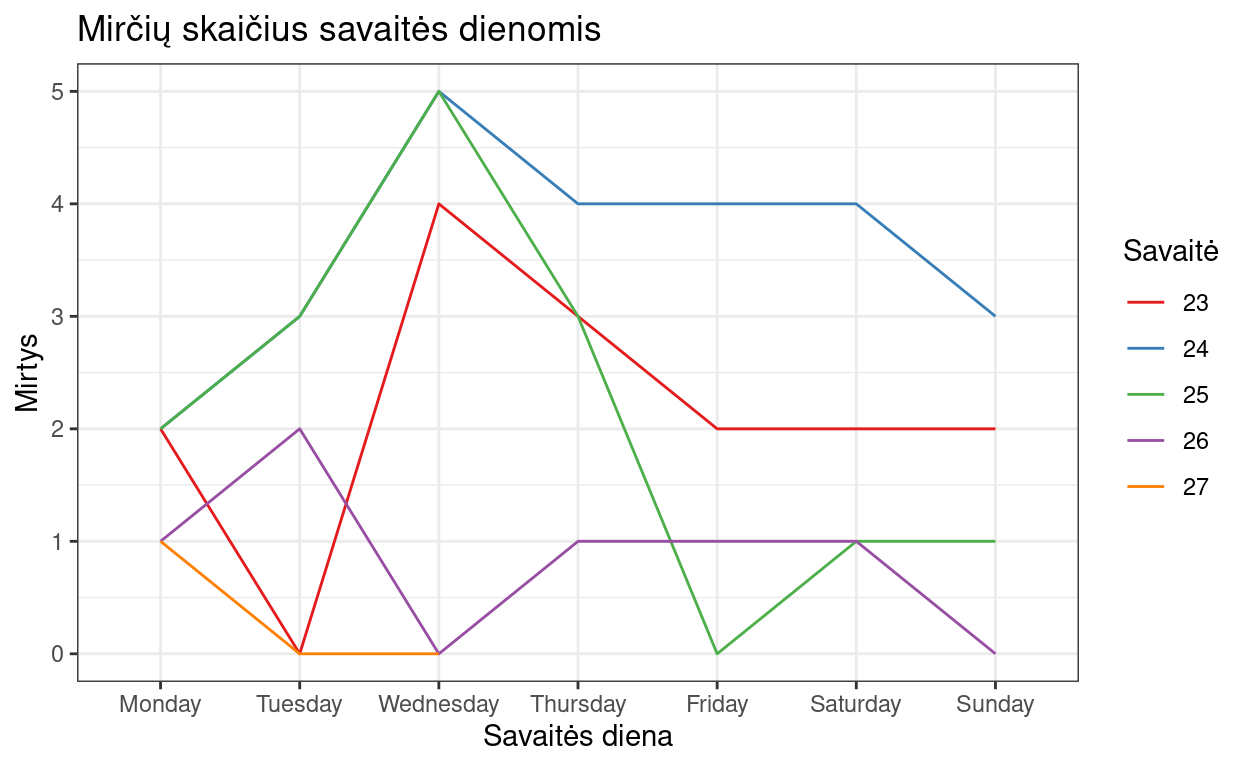 Mirčių skaičius savaitės dienomis
Mirtys
5
4
3
2
1
0
Monday Tuesday Wednesday Thursday Friday Saturday Sunday
Savaitės diena
Savaitė
23
24
25
26
27